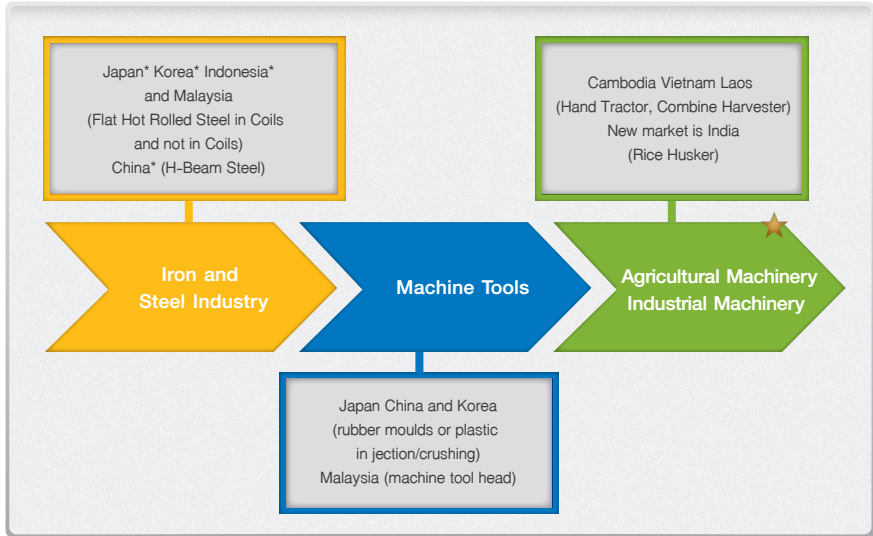 Japan* Korea* Indonesia*
and Malaysia
(Flat Hot Rolled Steel in Coils
and not in Coils)
China* (H-Beam Steel)
Cambodia Vietnam Laos
(Hand Tractor, Combine Harvester)
New market is India
(Rice Husker)
Iron and
Steel Industry
Machine Tools
Agricultural Machinery
Industrial Machinery
Japan China and Korea
(rubber moulds or plastic
in jection/crushing)
Malaysia (machine tool head)